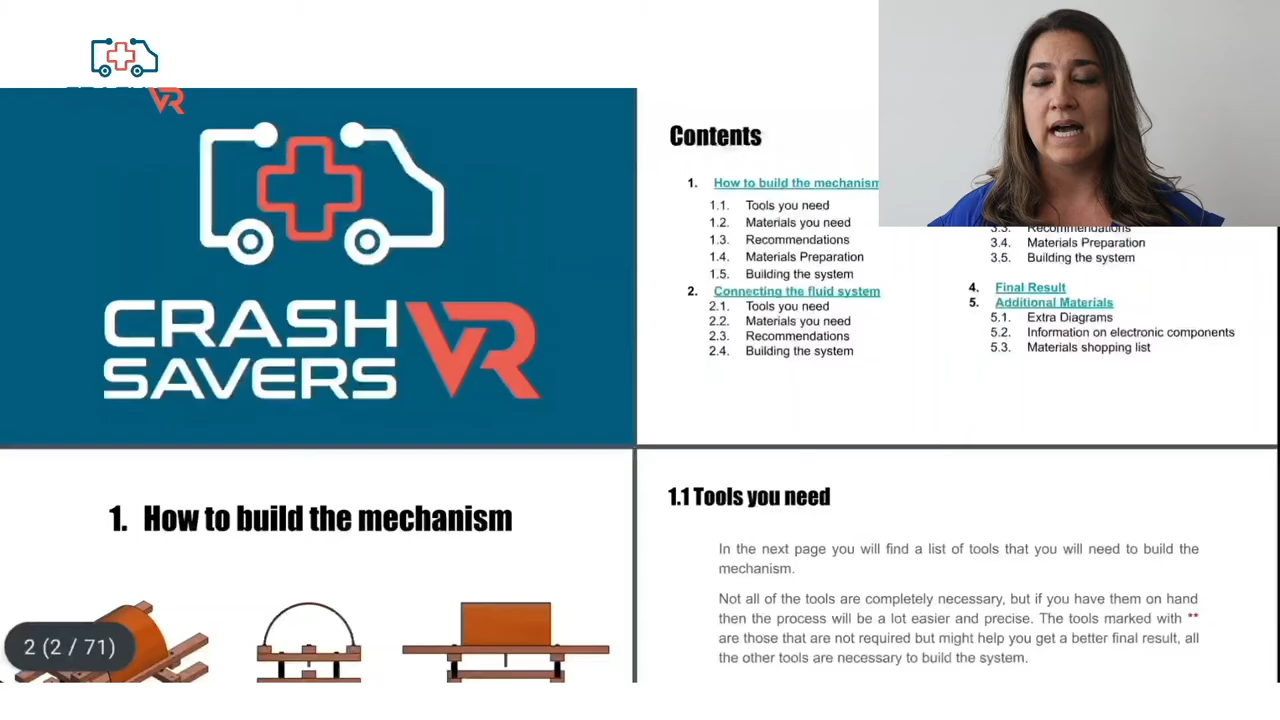 VR
CRASH VR
SAVERS
Contents
1. How to build the mechanism
1.1. Tools you need
1.2. Materials you need
1.3. Recommendations
1.4. Materials Preparation
1.5. Building the system
2. Connecting the fluid system
2.1. Tools you need
2.2. Materials you need
2.3. Recommendations
2.4. Building the system
3.3. Recommendations
3.4. Materials Preparation
3.5. Building the system
4. Final Result
5. Additional Materials
5.1. Extra Diagrams
5.2. Information on electronic components
5.3. Materials shopping list
1. How to build the mechanism
2 (2 / 71)
1.1 Tools you need
In the next page you will find a list of tools that you will need to build the
mechanism.
Not all of the tools are completely necessary, but if you have them on hand
then the process will be a lot easier and precise. The tools marked with **
are those that are not required but might help you get a better final result, all
the other tools are necessary to build the system.